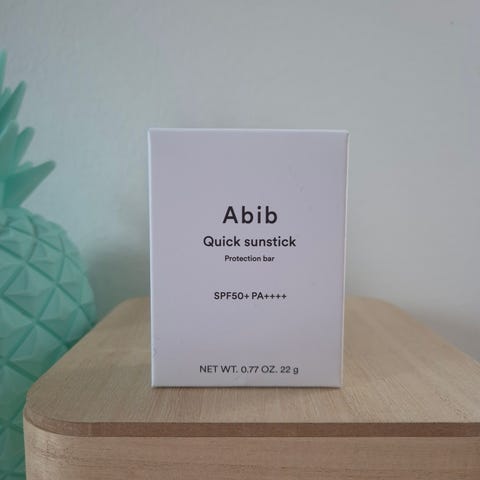 Abib
Quick sunstick
Protection bar
SPF50+ PA++++
NET WT. 0.77 OZ. 22 g